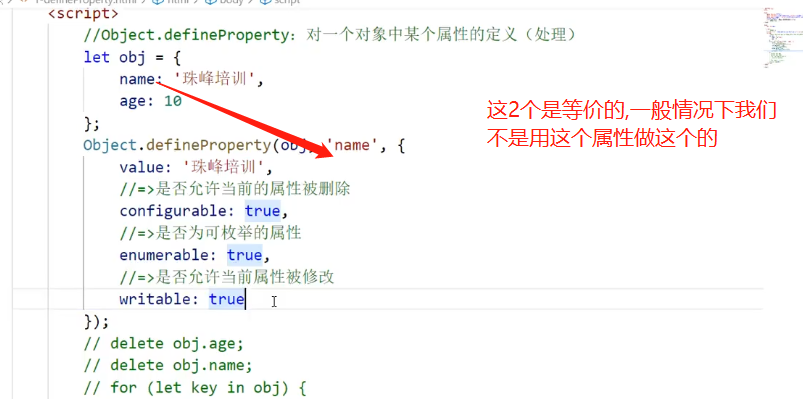 1-defineProperty.html > html > body > script
<script>
//Object.defineProperty: 对一个对象中某个属性的定义（处理）
let obj = {
name: '珠峰培训',
age: 10
};
Object.defineProperty(obj, 'name', {
value: '珠峰培训',
//=>是否允许当前的属性被删除
configurable: true,
//=>是否为可枚举的属性
enumerable: true,
//=>是否允许当前属性被修改
writable: true
});
// delete obj.age;
// delete obj.name;
// for (let key in obj) {
这2个是等价的,一般情况下我们
不是用这个属性做这个的